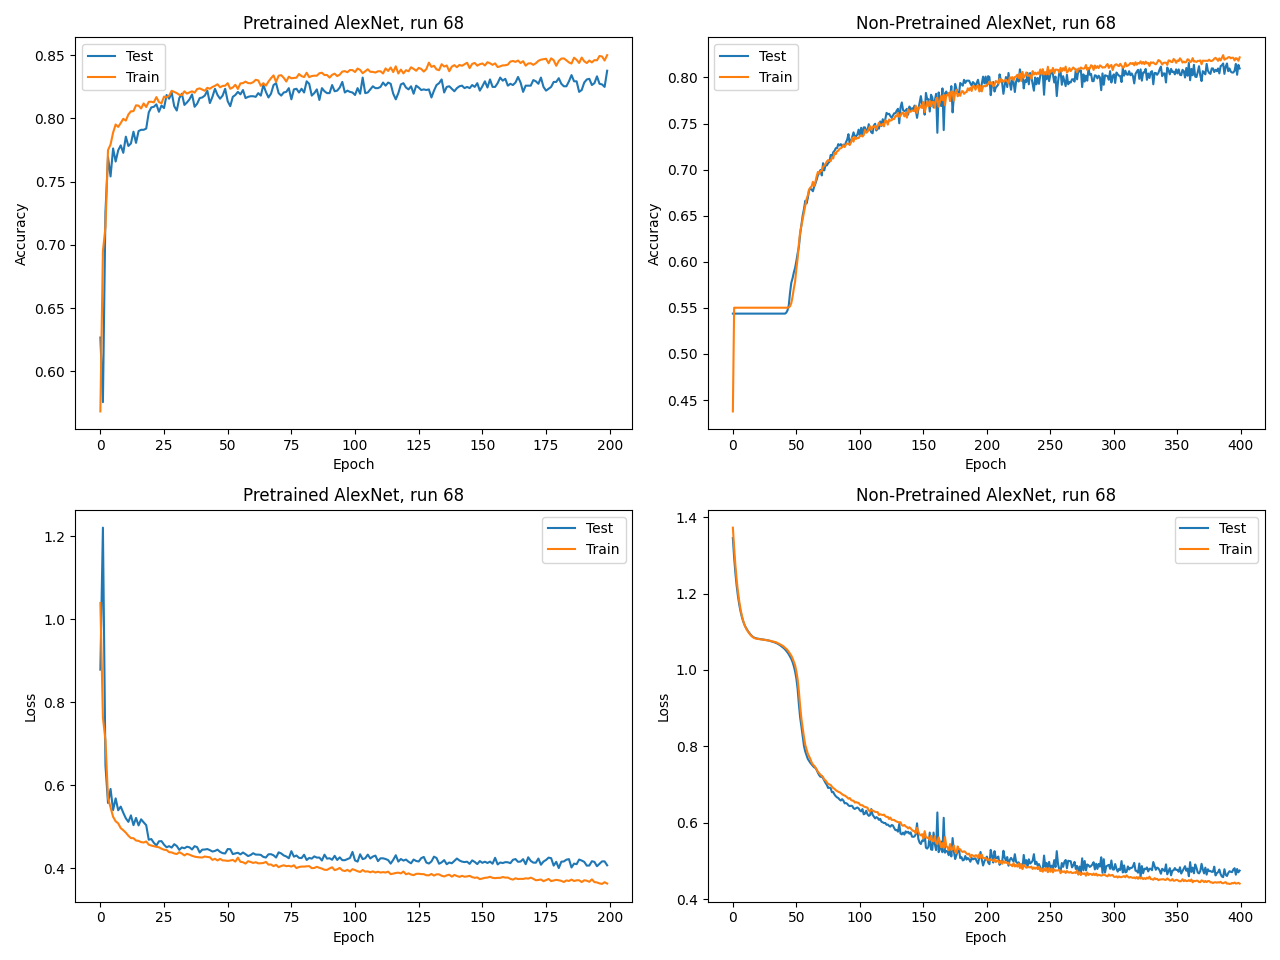 Pretrained AlexNet, run 68
Test
Train
Accuracy
0.85
0.80
0.75
0.70
0.65
0.60
0 25 50 75 100 125 150 175 200
Epoch
Non-Pretrained AlexNet, run 68
Test
Train
Accuracy
0.80
0.75
0.70
0.65
0.60
0.55
0.50
0.45
0 50 100 150 200 250 300 350 400
Epoch
Pretrained AlexNet, run 68
Test
Train
Loss
1.2
1.0
0.8
0.6
0.4
0 25 50 75 100 125 150 175 200
Epoch
Non-Pretrained AlexNet, run 68
Test
Train
Loss
1.4
1.2
1.0
0.8
0.6
0.4
0 50 100 150 200 250 300 350 400
Epoch